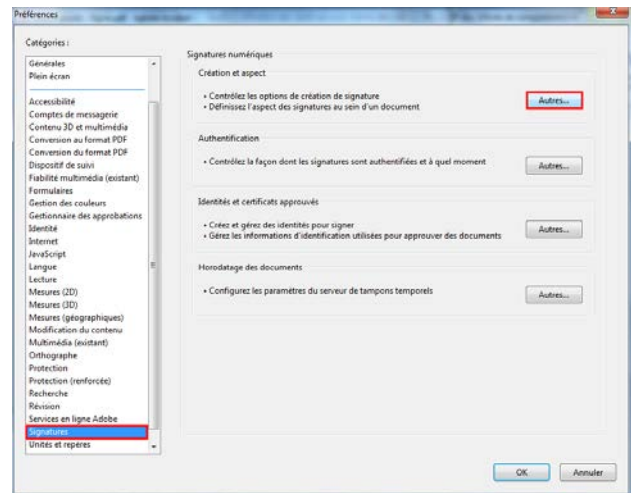 Préférences
Catégories :
Générales
Plein écran
Accessibilité
Comptes de messagerie
Contenu 3D et multimédia
Conversion au format PDF
Conversion du format PDF
Dispositif de suivi
Fiabilité multimédia (existant)
Formulaires
Gestion des couleurs
Gestionnaire des approbations
Identité
Internet
JavaScript
Langue
Lecture
Mesures (2D)
Mesures (3D)
Mesures (géographiques)
Modification du contenu
Multimédia (existant)
Orthographe
Protection
Protection (renforcée)
Recherche
Révision
Services en ligne Adobe
Signatures
Unités et repères
Signatures numériques
Création et aspect
• Contrôlez les options de création de signature
• Définissez l'aspect des signatures au sein d'un document
Autres...
Authentification
• Contrôlez la façon dont les signatures sont authentifiées et à quel moment
Autres...
Identités et certificats approuvés
• Créez et gérez des identités pour signer
• Gérez les informations d'identification utilisées pour approuver des documents
Autres...
Horodatage des documents
• Configurez les paramètres du serveur de tampons temporels
Autres...
OK
Annuler